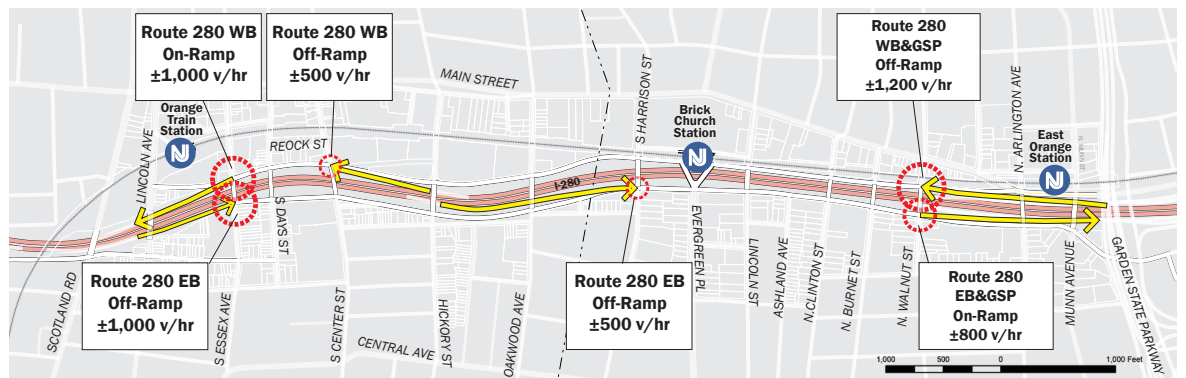 Route 280 WB
On-Ramp
±1,000 v/hr
Route 280 WB
Off-Ramp
±500 v/hr
Route 280
WB&GSP
Off-Ramp
±1,200 v/hr
MAIN STREET
S HARRISON ST
N. ARLINGTON AVE
Orange
Train
Station
LINCOLN AVE
REOCK ST
Brick
Church
Station
East
Orange
Station
I-280
SCOTLAND RD
S ESSEX AVE
S DAYS ST
S CENTER ST
HICKORY ST
OAKWOOD AVE
EVERGREEN PL
LINCOLN ST
ASHLAND AVE
N.CLINTON ST
N. BURNET ST
N. WALNUT ST
MUNN AVENUE
GARDEN STATE PARKWAY
CENTRAL AVE
Route 280 EB
Off-Ramp
±1,000 v/hr
Route 280 EB
Off-Ramp
±500 v/hr
Route 280
EB&GSP
On-Ramp
±800 v/hr
1,000 500 0 1,000 Feet